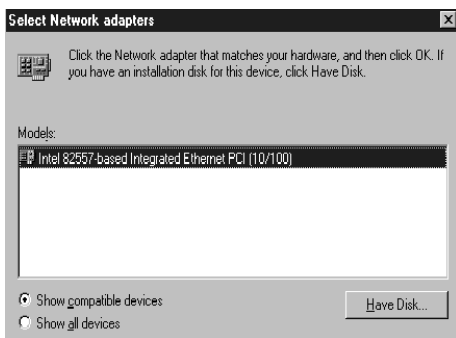 Select Network adapters
Click the Network adapter that matches your hardware, and then click OK. If
you have an installation disk for this device, click Have Disk.
Models:
Intel 82557-based Integrated Ethernet PCI (10/100)
Show compatible devices
Show all devices
Have Disk...